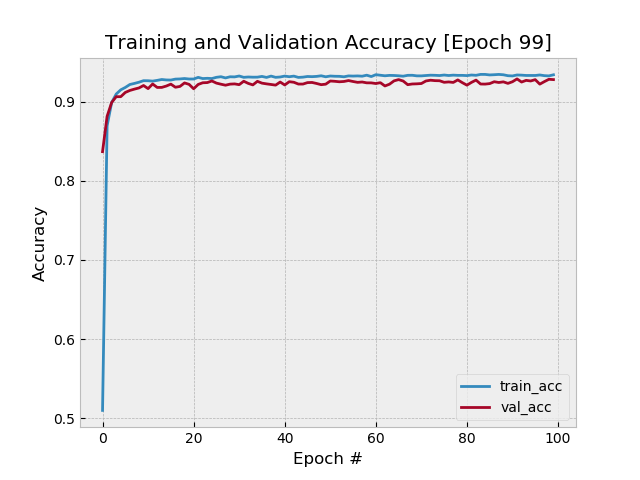 Training and Validation Accuracy [Epoch 99]
Accuracy
0.9
0.8
0.7
0.6
0.5
train_acc
val_acc
0 20 40 60 80 100
Epoch #